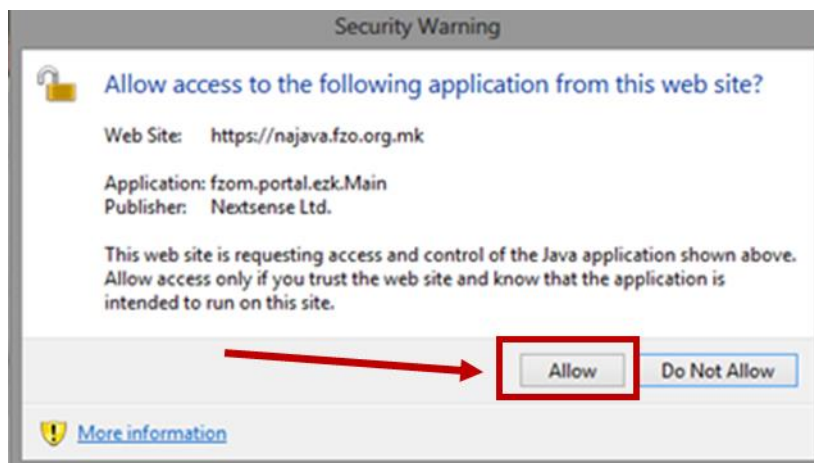 Security Warning
Allow access to the following application from this web site?
Web Site: https://najava.fzo.org.mk
Application: fzom.portal.ezk.Main
Publisher: Nextsense Ltd.
This web site is requesting access and control of the Java application shown above.
Allow access only if you trust the web site and know that the application is
intended to run on this site.
Allow Do Not Allow
More information